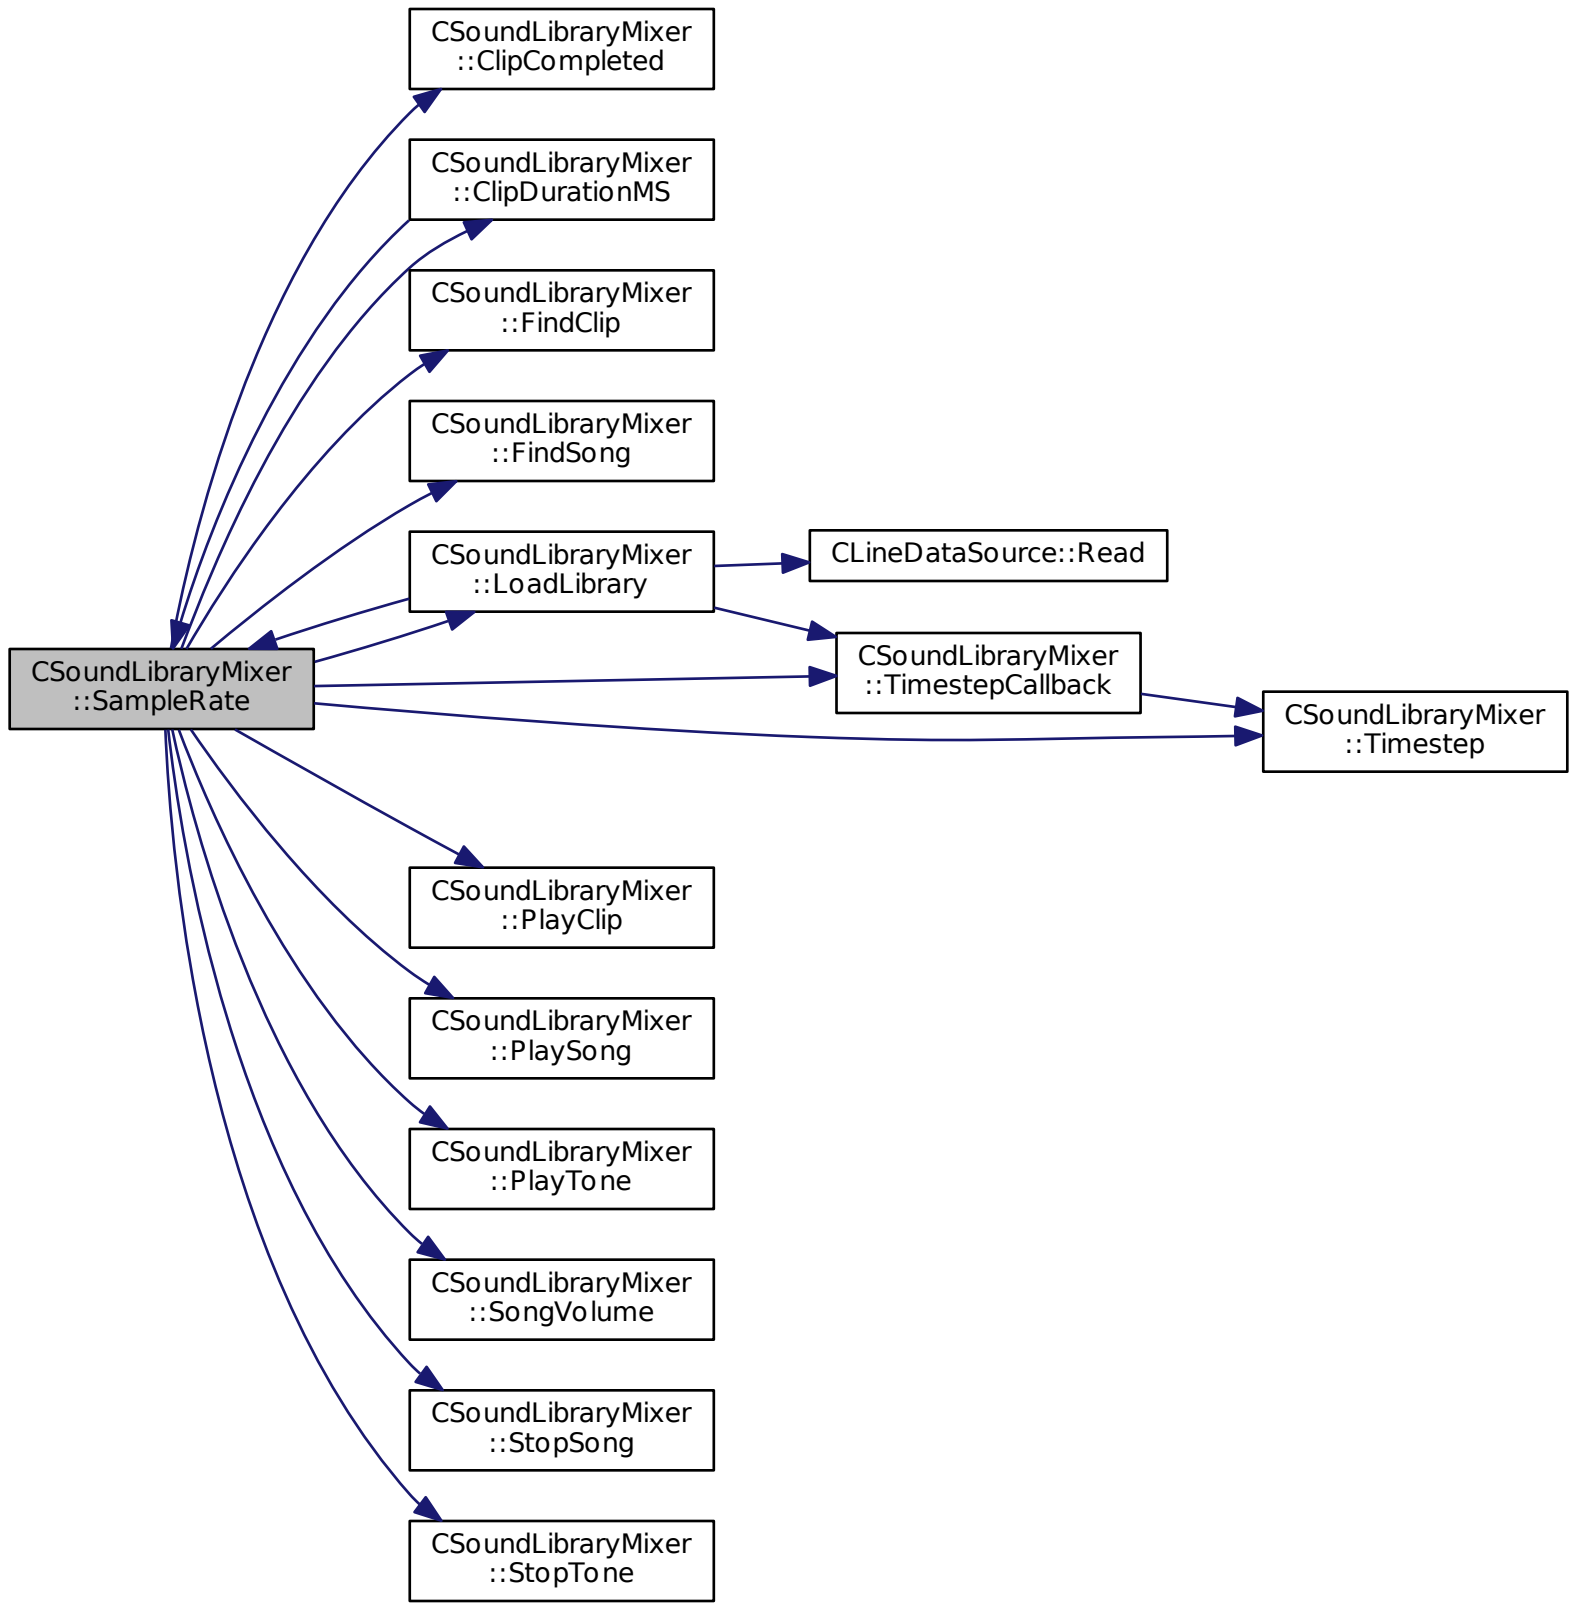 CSoundLibraryMixer
::ClipCompleted
CSoundLibraryMixer
::ClipDurationMS
CSoundLibraryMixer
::FindClip
CSoundLibraryMixer
::FindSong
CSoundLibraryMixer
::LoadLibrary
CLineDataSource::Read
CSoundLibraryMixer
::TimestepCallback
CSoundLibraryMixer
::SampleRate
CSoundLibraryMixer
::Timestep
CSoundLibraryMixer
::PlayClip
CSoundLibraryMixer
::PlaySong
CSoundLibraryMixer
::PlayTone
CSoundLibraryMixer
::SongVolume
CSoundLibraryMixer
::StopSong
CSoundLibraryMixer
::StopTone